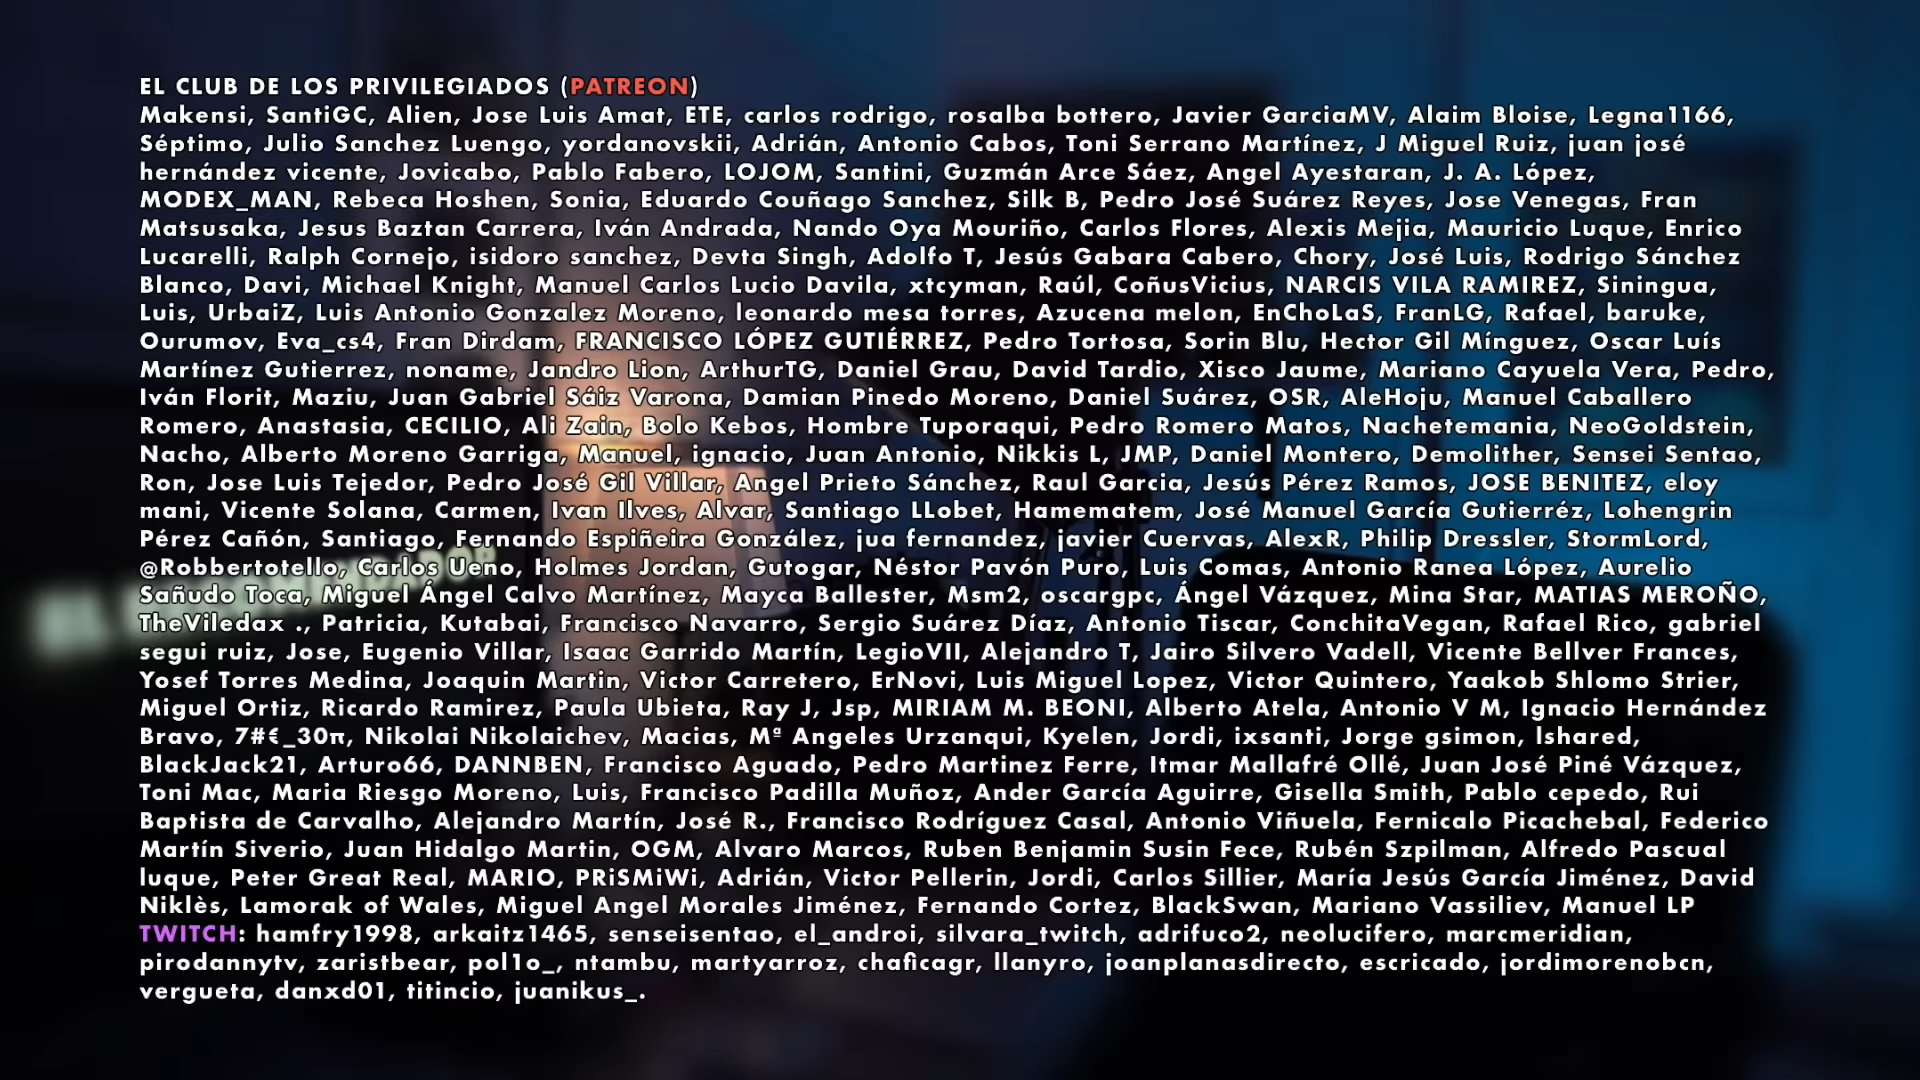 EL CLUB DE LOS PRIVILEGIADOS (PATREON)
Makensi, SantiGC, Alien, Jose Luis Amat, ETE, carlos rodrigo, rosalba bottero, Javier GarciaMV, Alaim Bloise, Legna1166,
Séptimo, Julio Sanchez Luengo, yordanovskii, Adrián, Antonio Cabos, Toni Serrano Martínez, J Miguel Ruiz, juan josé
hernández vicente, Jovicabo, Pablo Fabero, LOJOM, Santini, Guzmán Arce Sáez, Angel Ayestaran, J. A. López,
MODEX_MAN, Rebeca Hoshen, Sonia, Eduardo Couñago Sanchez, Silk B, Pedro José Suárez Reyes, Jose Venegas, Fran
Matsusaka, Jesus Baztan Carrera, Iván Andrada, Nando Oya Mouriño, Carlos Flores, Alexis Mejia, Mauricio Luque, Enrico
Lucarelli, Ralph Cornejo, isidoro sanchez, Devta Singh, Adolfo T, Jesús Gabara Cabero, Chory, José Luis, Rodrigo Sánchez
Blanco, Davi, Michael Knight, Manuel Carlos Lucio Davila, xtcyman, Raúl, CoñusVicius, NARCIS VILA RAMIREZ, Siningua,
Luis, UrbaiZ, Luis Antonio Gonzalez Moreno, leonardo mesa torres, Azucena melon, EnChoLaS, FranLG, Rafael, baruke,
Ourumov, Eva_cs4, Fran Dirdam, FRANCISCO LÓPEZ GUTIÉRREZ, Pedro Tortosa, Sorin Blu, Hector Gil Mínguez, Oscar Luís
Martínez Gutierrez, noname, Jandro Lion, ArthurTG, Daniel Grau, David Tardio, Xisco Jaume, Mariano Cayuela Vera, Pedro,
Iván Florit, Maziu, Juan Gabriel Sáiz Varona, Damian Pinedo Moreno, Daniel Suárez, OSR, AleHoju, Manuel Caballero
Romero, Anastasia, CECILIO, Ali Zain, Bolo Kebos, Hombre Tuporaqui, Pedro Romero Matos, Nachetemania, NeoGoldstein,
Nacho, Alberto Moreno Garriga, Manuel, ignacio, Juan Antonio, Nikkis L, JMP, Daniel Montero, Demolither, Sensei Sentao,
Ron, Jose Luis Tejedor, Pedro José Gil Villar, Angel Prieto Sánchez, Raul Garcia, Jesús Pérez Ramos, JOSE BENITEZ, eloy
mani, Vicente Solana, Carmen, Ivan Ilves, Alvar, Santiago LLobet, Hamematem, José Manuel García Gutierréz, Lohengrin
Pérez Cañón, Santiago, Fernando Espiñeira González, jua fernandez, javier Cuervas, AlexR, Philip Dressler, StormLord,
@Robbertotello, Carlos Ueno, Holmes Jordan, Gutogar, Néstor Pavón Puro, Luis Comas, Antonio Ranea López, Aurelio
Sañudo Toca, Miguel Ángel Calvo Martínez, Mayca Ballester, Msm2, oscargpc, Ángel Vázquez, Mina Star, MATIAS MEROÑO,
TheViledax ., Patricia, Kutabai, Francisco Navarro, Sergio Suárez Díaz, Antonio Tiscar, ConchitaVegan, Rafael Rico, gabriel
segui ruiz, Jose, Eugenio Villar, Isaac Garrido Martín, LegioVII, Alejandro T, Jairo Silvero Vadell, Vicente Bellver Frances,
Yosef Torres Medina, Joaquin Martin, Victor Carretero, ErNovi, Luis Miguel Lopez, Victor Quintero, Yaakob Shlomo Strier,
Miguel Ortiz, Ricardo Ramirez, Paula Ubieta, Ray J, Jsp, MIRIAM M. BEONI, Alberto Atela, Antonio V M, Ignacio Hernández
Bravo, 7#€_30π, Nikolai Nikolaichev, Macias, Mª Angeles Urzanqui, Kyelen, Jordi, ixsanti, Jorge gsimon, lshared,
BlackJack21, Arturo66, DANNBEN, Francisco Aguado, Pedro Martinez Ferre, Itmar Mallafré Ollé, Juan José Piné Vázquez,
Toni Mac, Maria Riesgo Moreno, Luis, Francisco Padilla Muñoz, Ander García Aguirre, Gisella Smith, Pablo cepedo, Rui
Baptista de Carvalho, Alejandro Martín, José R., Francisco Rodríguez Casal, Antonio Viñuela, Fernicalo Picachebal, Federico
Martín Siverio, Juan Hidalgo Martin, OGM, Alvaro Marcos, Ruben Benjamin Susin Fece, Rubén Szpilman, Alfredo Pascual
luque, Peter Great Real, MARIO, PRiSMiWi, Adrián, Victor Pellerin, Jordi, Carlos Sillier, María Jesús García Jiménez, David
Niklès, Lamorak of Wales, Miguel Angel Morales Jiménez, Fernando Cortez, BlackSwan, Mariano Vassiliev, Manuel LP
TWITCH: hamfry1998, arkaitz1465, senseisentao, el_androi, silvara_twitch, adrifuco2, neolucifero, marcmeridian,
pirodannytv, zaristbear, pol1o_, ntambu, martyarroz, chaficagr, llanyro, joanplanasdirecto, escricado, jordimorenobcn,
vergueta, danxd01, titincio, juanikus_.